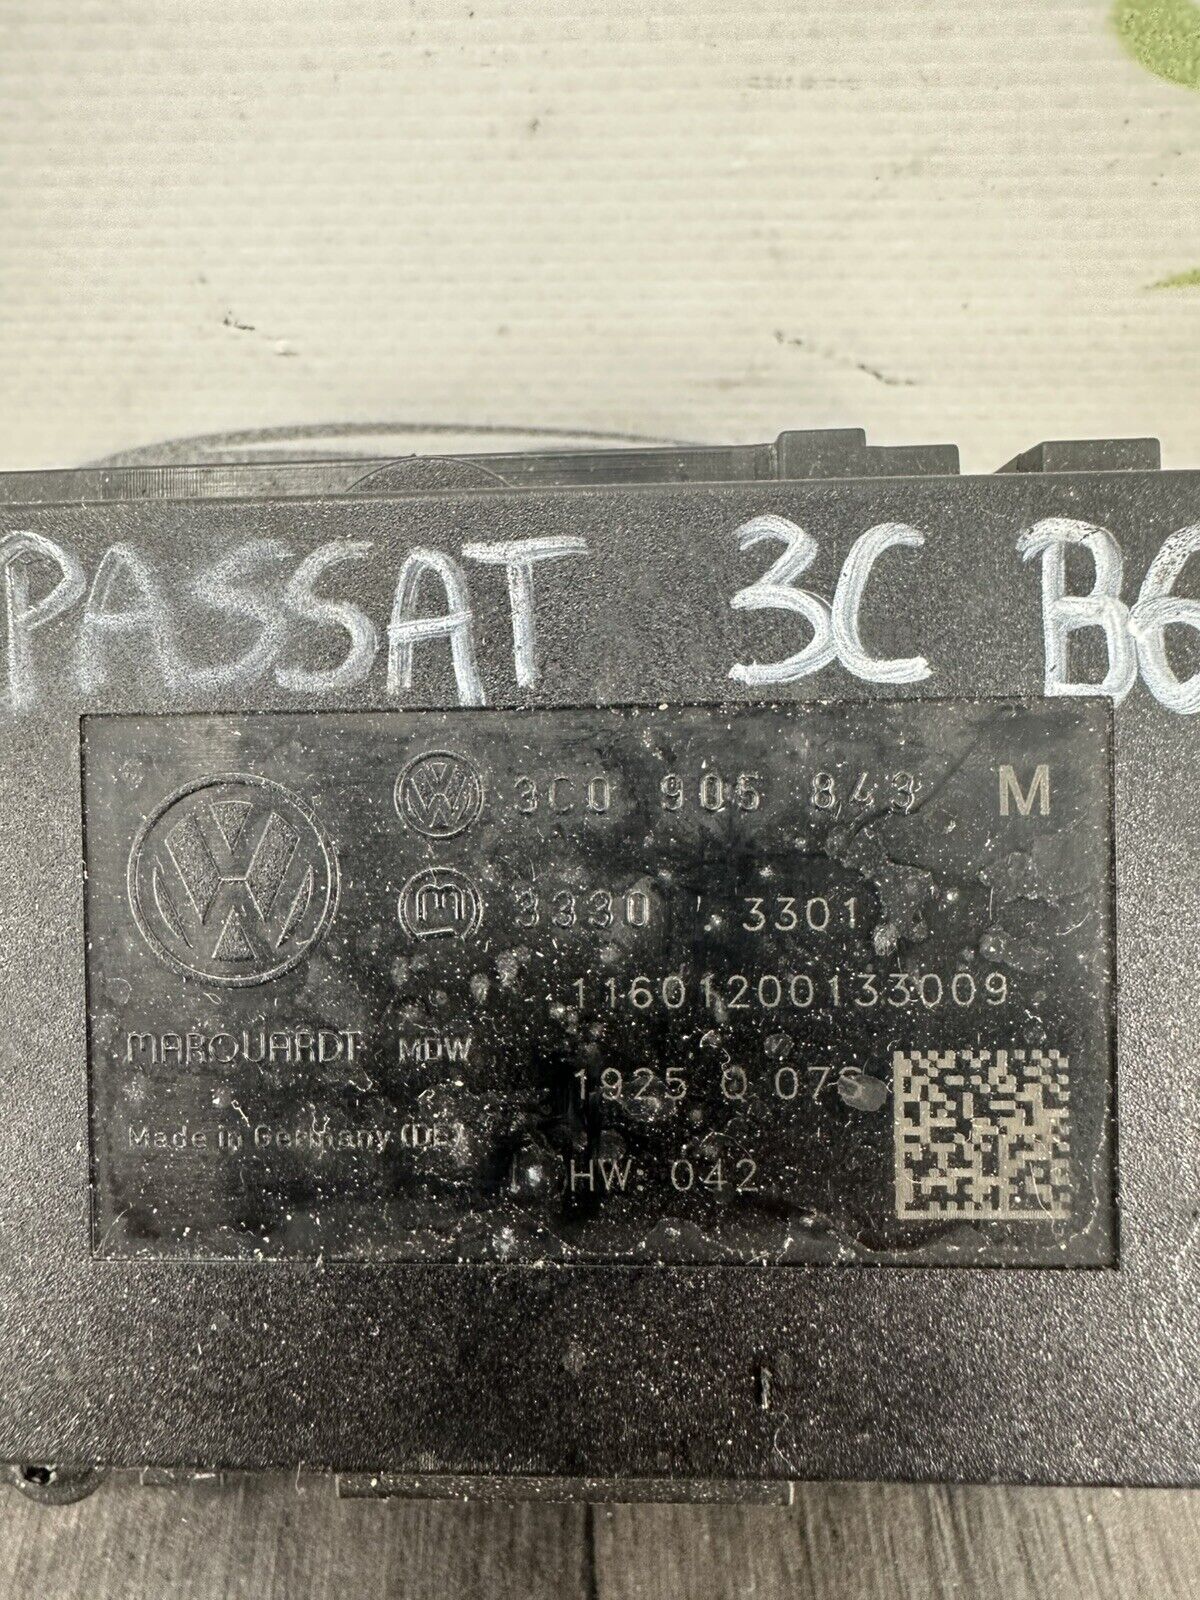 PASSAT 3C B6
3C0 905 843 M
3330 . 3301
11601200133009
MARQUARDT MDW
1925 0
Made in Germany (DE)
HW: 042